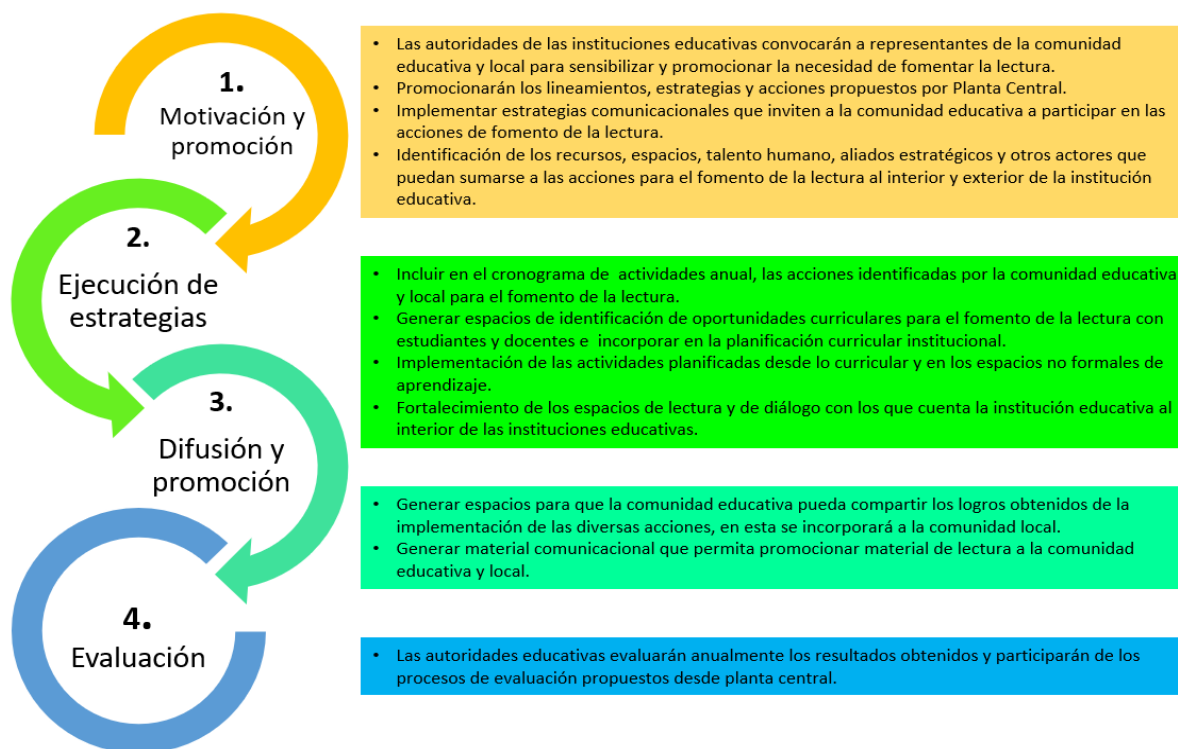 1.
Motivación y
promoción
• Las autoridades de las instituciones educativas convocarán a representantes de la comunidad
educativa y local para sensibilizar y promocionar la necesidad de fomentar la lectura.
• Promocionarán los lineamientos, estrategias y acciones propuestos por Planta Central.
• Implementar estrategias comunicacionales que inviten a la comunidad educativa a participar en las
acciones de fomento de la lectura.
• Identificación de los recursos, espacios, talento humano, aliados estratégicos y otros actores que
puedan sumarse a las acciones para el fomento de la lectura al interior y exterior de la institución
educativa.
2.
Ejecución de
estrategias
• Incluir en el cronograma de actividades anual, las acciones identificadas por la comunidad educativa
y local para el fomento de la lectura.
• Generar espacios de identificación de oportunidades curriculares para el fomento de la lectura con
estudiantes y docentes e incorporar en la planificación curricular institucional.
• Implementación de las actividades planificadas desde lo curricular y en los espacios no formales de
aprendizaje.
• Fortalecimiento de los espacios de lectura y de diálogo con los que cuenta la institución educativa al
interior de las instituciones educativas.
3.
Difusión y
promoción
• Generar espacios para que la comunidad educativa pueda compartir los logros obtenidos de la
implementación de las diversas acciones, en esta se incorporará a la comunidad local.
• Generar material comunicacional que permita promocionar material de lectura a la comunidad
educativa y local.
4.
Evaluación
• Las autoridades educativas evaluarán anualmente los resultados obtenidos y participarán de los
procesos de evaluación propuestos desde planta central.